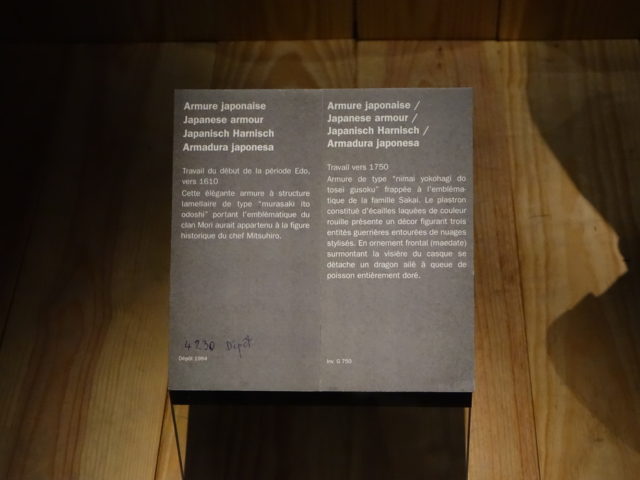 Armure japonaise
Japanese armour
Japanisch Harnisch
Armadura japonesa
Travail du début de la période Edo,
vers 1610
Cette élégante armure à structure
lamellaire de type "murasaki ito
odoshi" portant l'emblématique du
clan Mori aurait appartenu à la figure
historique du chef Mitsuhiro.
4230 Dépôt
Dépôt 1964
Armure japonaise /
Japanese armour /
Japanisch Harnisch /
Armadura japonesa
Travail vers 1750
Armure de type "nimai yokohagi do
tosei gusoku" frappée à l'embléma-
tique de la famille Sakai. Le plastron
constitué d'écailles laquées de couleur
rouille présente un décor figurant trois
entités guerrières entourées de nuages
stylisés. En ornement frontal (maedate)
surmontant la visière du casque se
détache un dragon ailé à queue de
poisson entièrement doré.
Inv. G 750